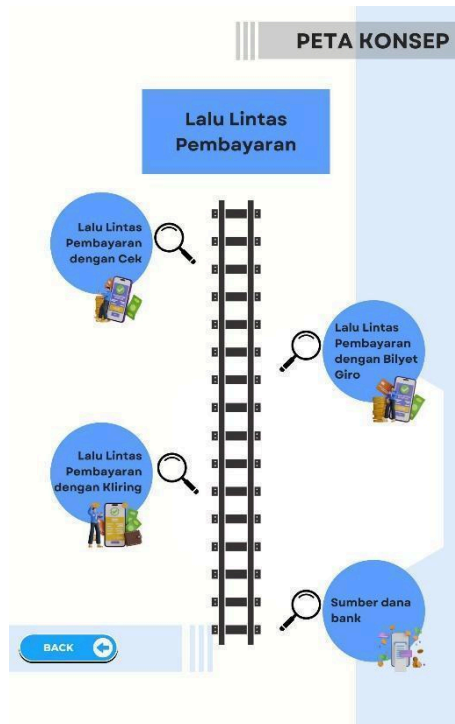 PETA KONSEP
Lalu Lintas
Pembayaran
Lalu Lintas
Pembayaran
dengan Cek
Lalu Lintas
Pembayaran
dengan Bilyet
Giro
Lalu Lintas
Pembayaran
dengan Kliring
Sumber dana
bank
BACK